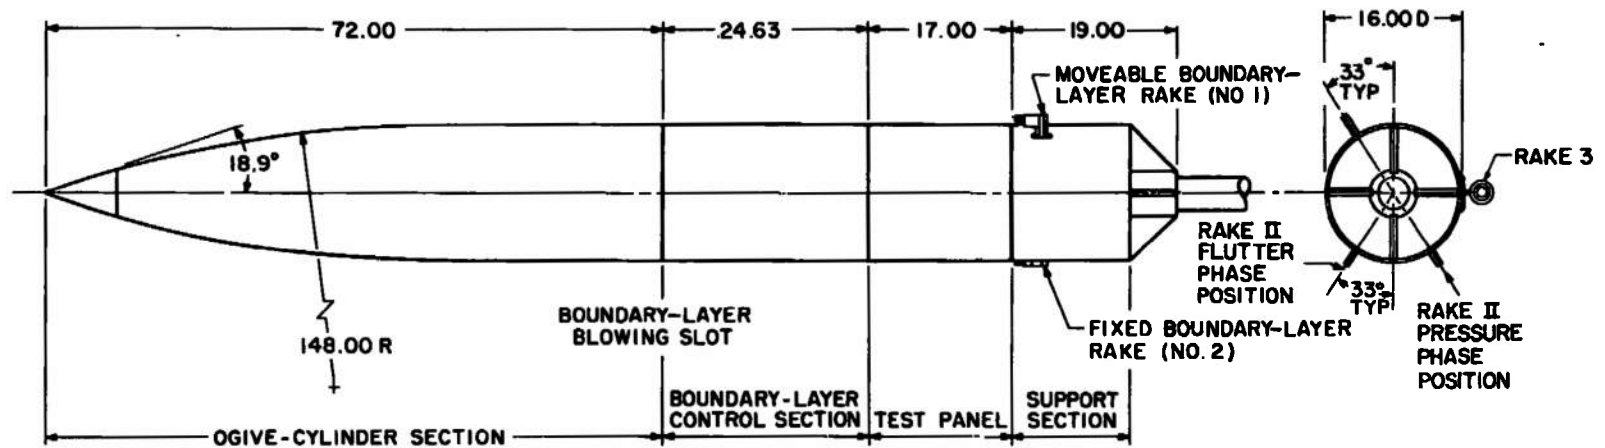 72.00
24.63
17.00
19.00
16.00 D
MOVEABLE BOUNDARY-
LAYER RAKE (NO 1)
33°
TYP
18.9°
RAKE 3
RAKE II
FLUTTER
PHASE
POSITION
33°
TYP
RAKE II
PRESSURE
PHASE
POSITION
BOUNDARY-LAYER
BLOWING SLOT
148.00 R
FIXED BOUNDARY-LAYER
RAKE (NO. 2)
OGIVE-CYLINDER SECTION
BOUNDARY-LAYER
CONTROL SECTION
TEST PANEL
SUPPORT
SECTION